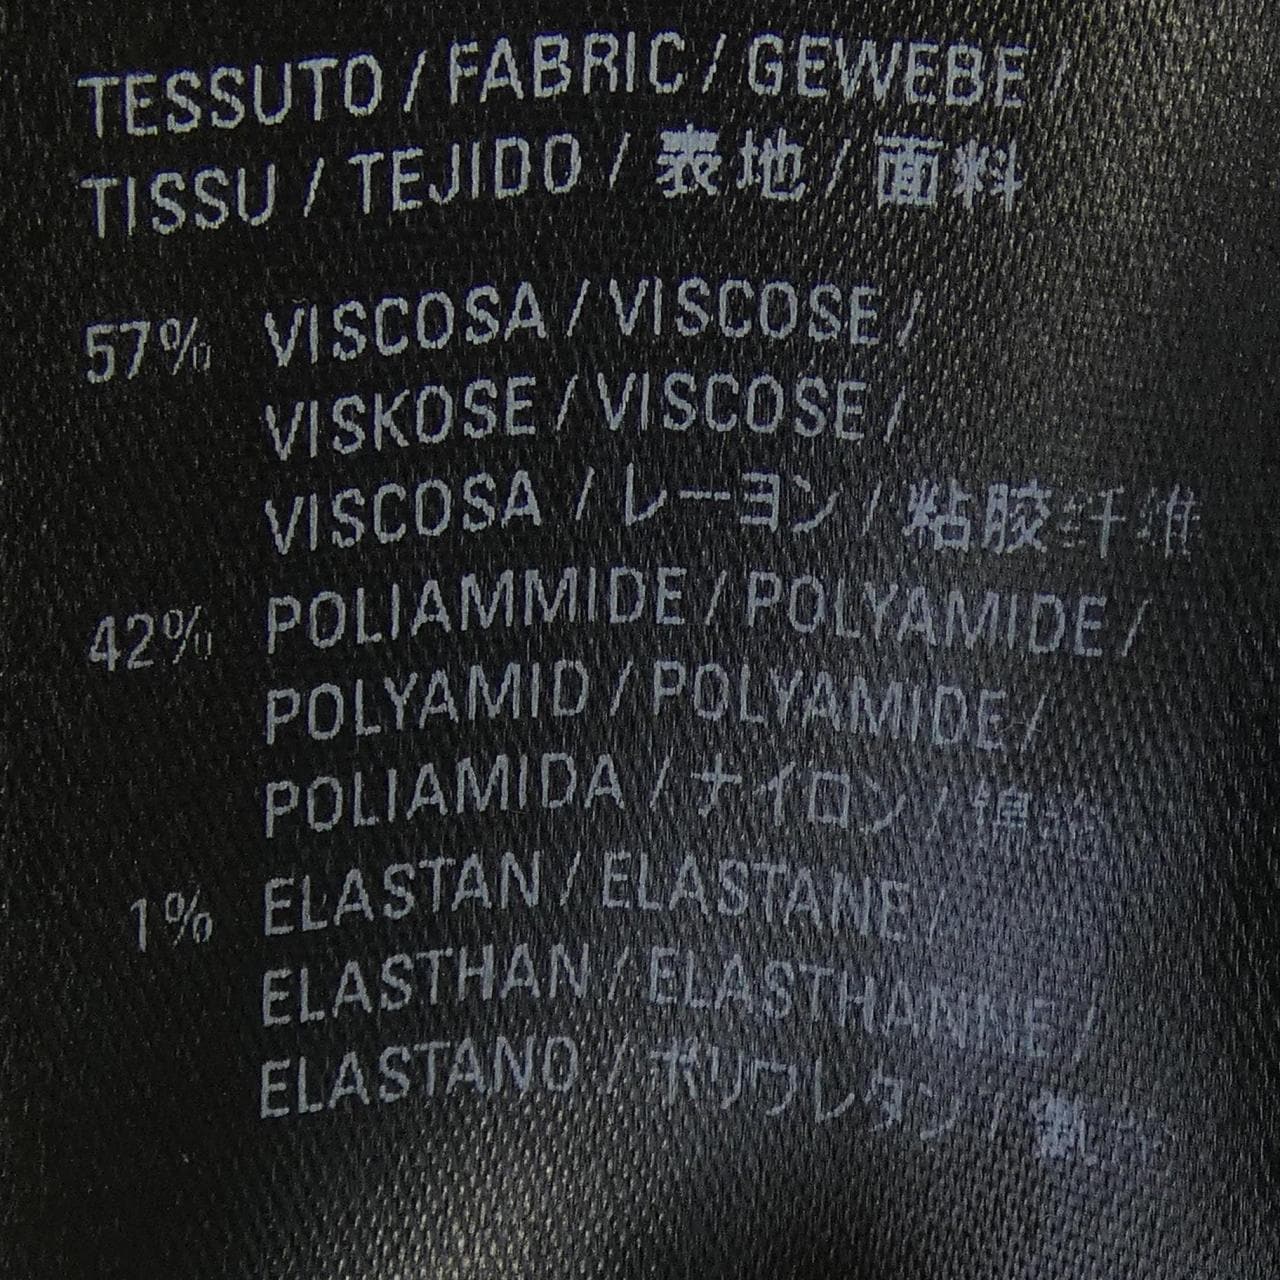 TESSUTO / FABRIC / GEWEBE /
TISSU / TEJIDO / 表地 / 面料
57% VISCOSA / VISCOSE /
VISKOSE / VISCOSE /
VISCOSA / レーヨン / 粘胶纤维
42% POLIAMMIDE / POLYAMIDE /
POLYAMID / POLYAMIDE /
POLIAMIDA / ナイロン /
1% ELASTAN / ELASTANE /
ELASTHAN / ELASTHANNE /
ELASTANO / ポリウレタン /